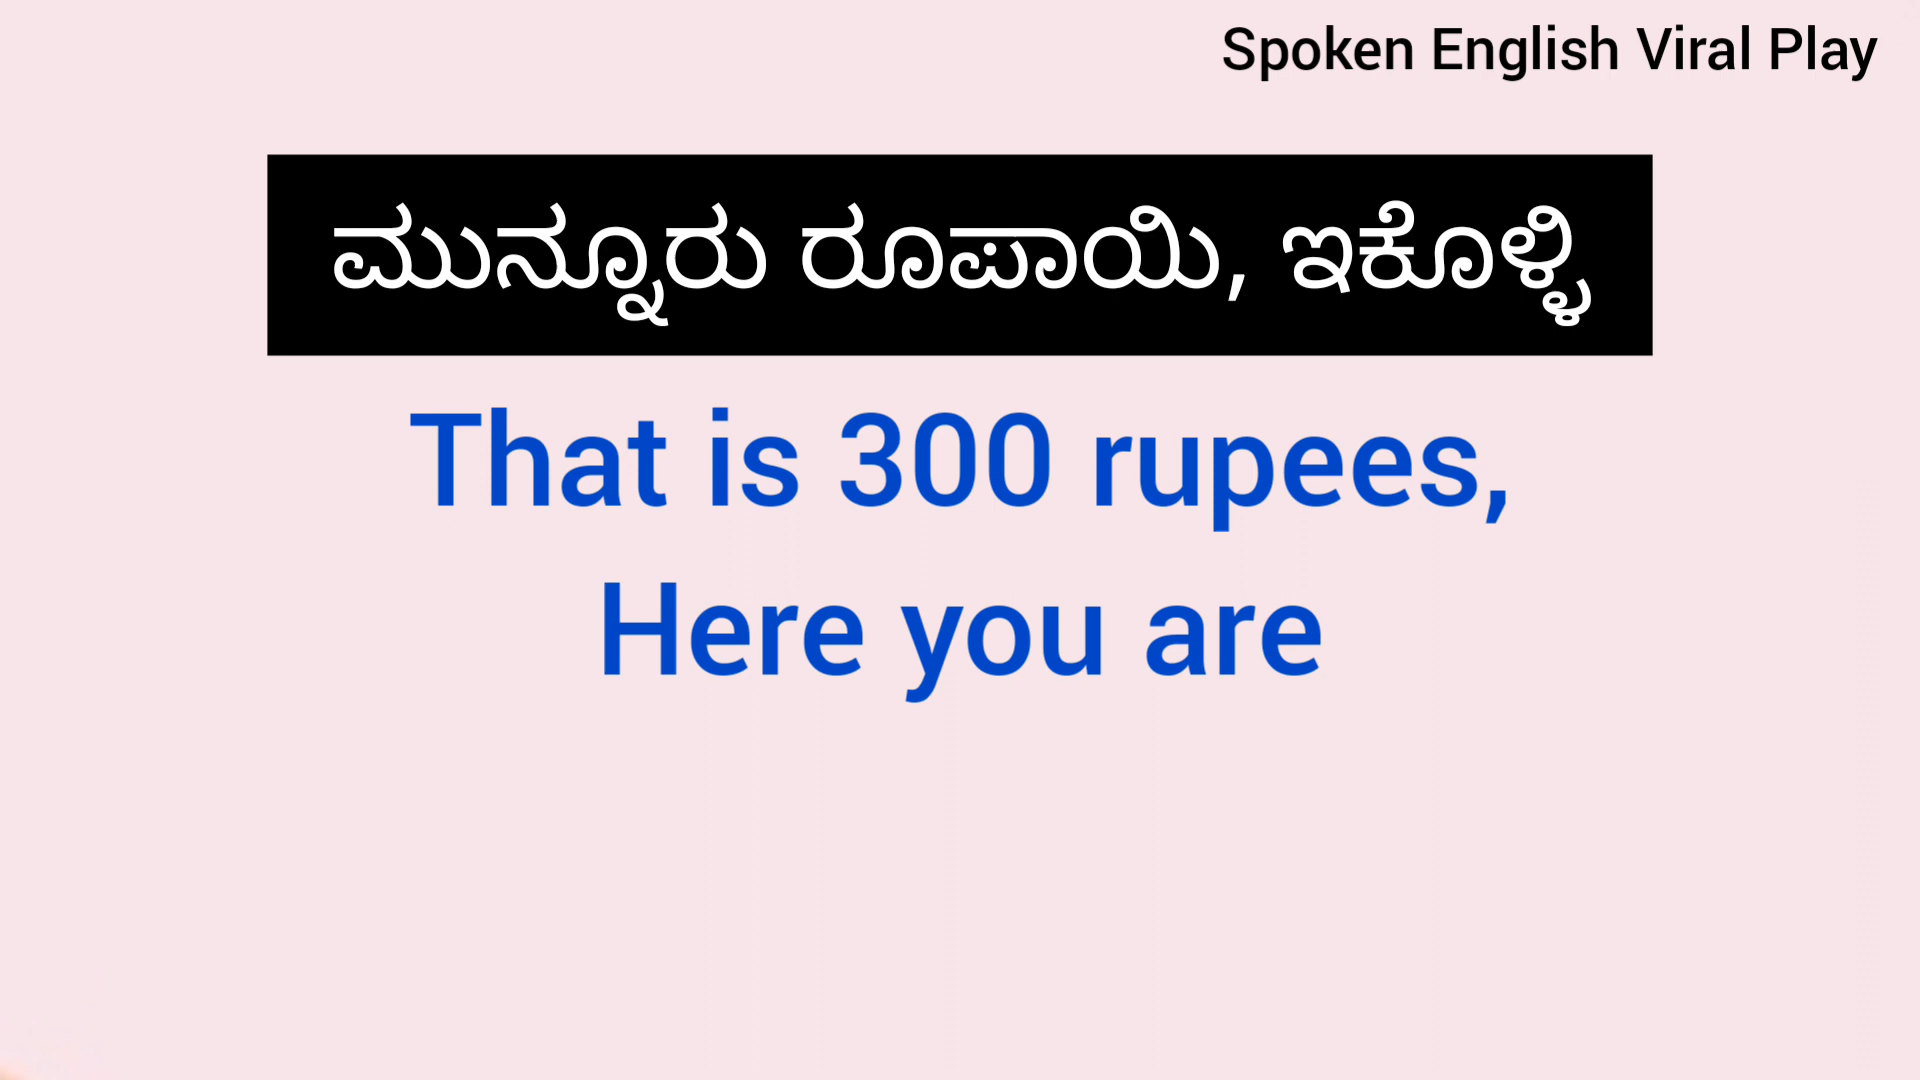 Spoken English Viral Play
ಮುನ್ನೂರು ರೂಪಾಯಿ, ಇಕೊಳ್ಳಿ
That is 300 rupees,
Here you are